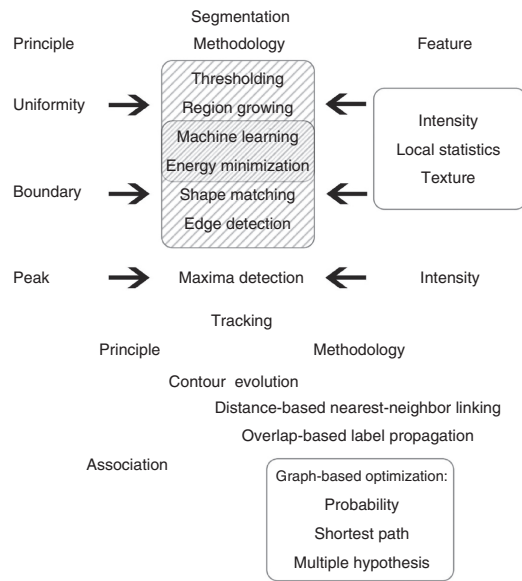 Segmentation
Principle Methodology Feature
Thresholding
Uniformity Region growing
Machine learning
Energy minimization
Intensity
Local statistics
Texture
Boundary Shape matching
Edge detection
Peak Maxima detection Intensity
Tracking
Principle Methodology
Contour evolution
Distance-based nearest-neighbor linking
Overlap-based label propagation
Association
Graph-based optimization:
Probability
Shortest path
Multiple hypothesis